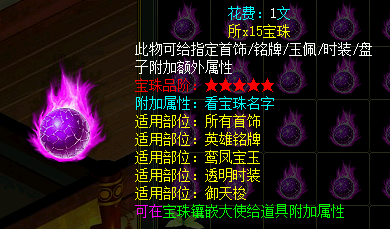 花费：1文
所x15宝珠
此物可给指定首饰/铭牌/玉佩/时装/盘
子附加额外属性
宝珠品阶：★★★★★
附加属性：看宝珠名字
适用部位：所有首饰
适用部位：英雄铭牌
适用部位：鸾凤宝玉
适用部位：透明时装
适用部位：御天梭
可在宝珠镶嵌大使给道具附加属性